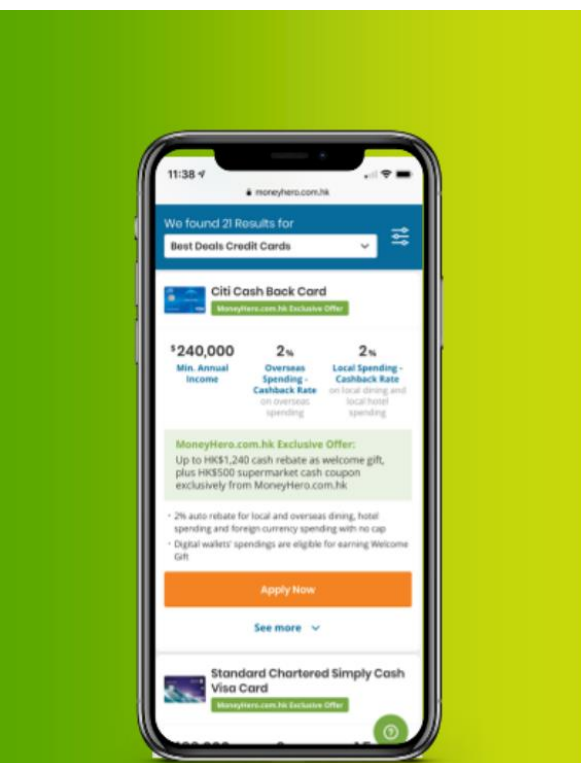 11:38
moneyhero.com.hk
We found 21 Results for
Best Deals Credit Cards
Citi Cash Back Card
MoneyHero.com.hk Exclusive Offer
$240,000
Min. Annual
Income
2%
Overseas
Spending -
Cashback Rate
on overseas
spending
2%
Local Spending -
Cashback Rate
on local dining and
local hotel
spending
MoneyHero.com.hk Exclusive Offer:
Up to HK$1,240 cash rebate as welcome gift,
plus HK$500 supermarket cash
coupon
exclusively from MoneyHero.com.hk
• 2% auto rebate for local and overseas dining, hotel
spending and foreign currency spending with no cap
• Digital wallets' spendings are eligible for earning Welcome
Gift
Apply Now
See more
Standard Chartered Simply Cash
Visa Card
MoneyHero.com.hk Exclusive Offer